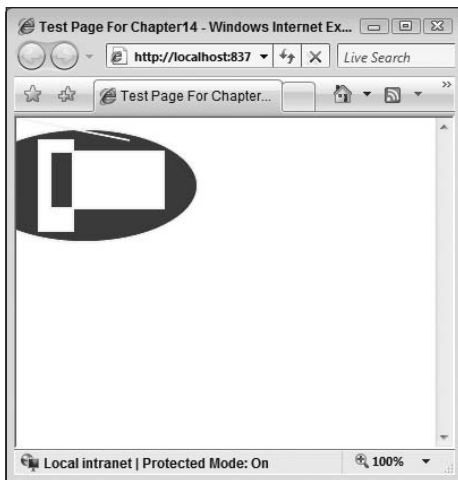 Test Page For Chapter14 - Windows Internet Ex...
http://localhost:837
Live Search
Test Page For Chapter...
Local intranet | Protected Mode: On
100%